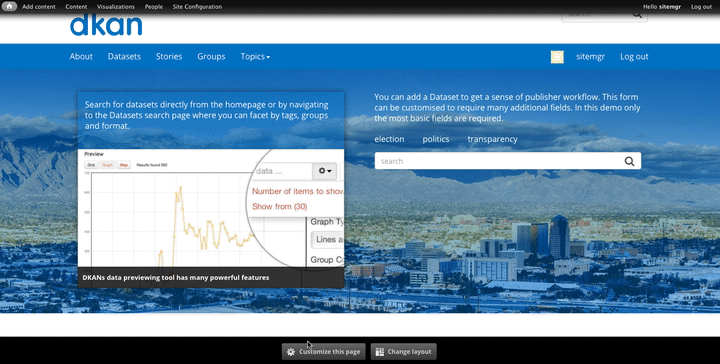 Add content Content Visualizations People Site Configuration Hello sitemgr Log out
dkan
About Datasets Stories Groups Topics sitemgr Log out
Search for datasets directly from the homepage or by navigating
to the Datasets search page where you can facet by tags, groups
and format.
Preview
Grid Graph Map Results found (82)
data ...
Number of items to show
Show from (30)
Graph Ty
Lines a
Group Co
DKANs data previewing tool has many powerful features
You can add a Dataset to get a sense of publisher workflow. This form
can be customised to require many additional fields. In this demo only
the most basic fields are required.
election politics transparency
search
Customize this page Change layout